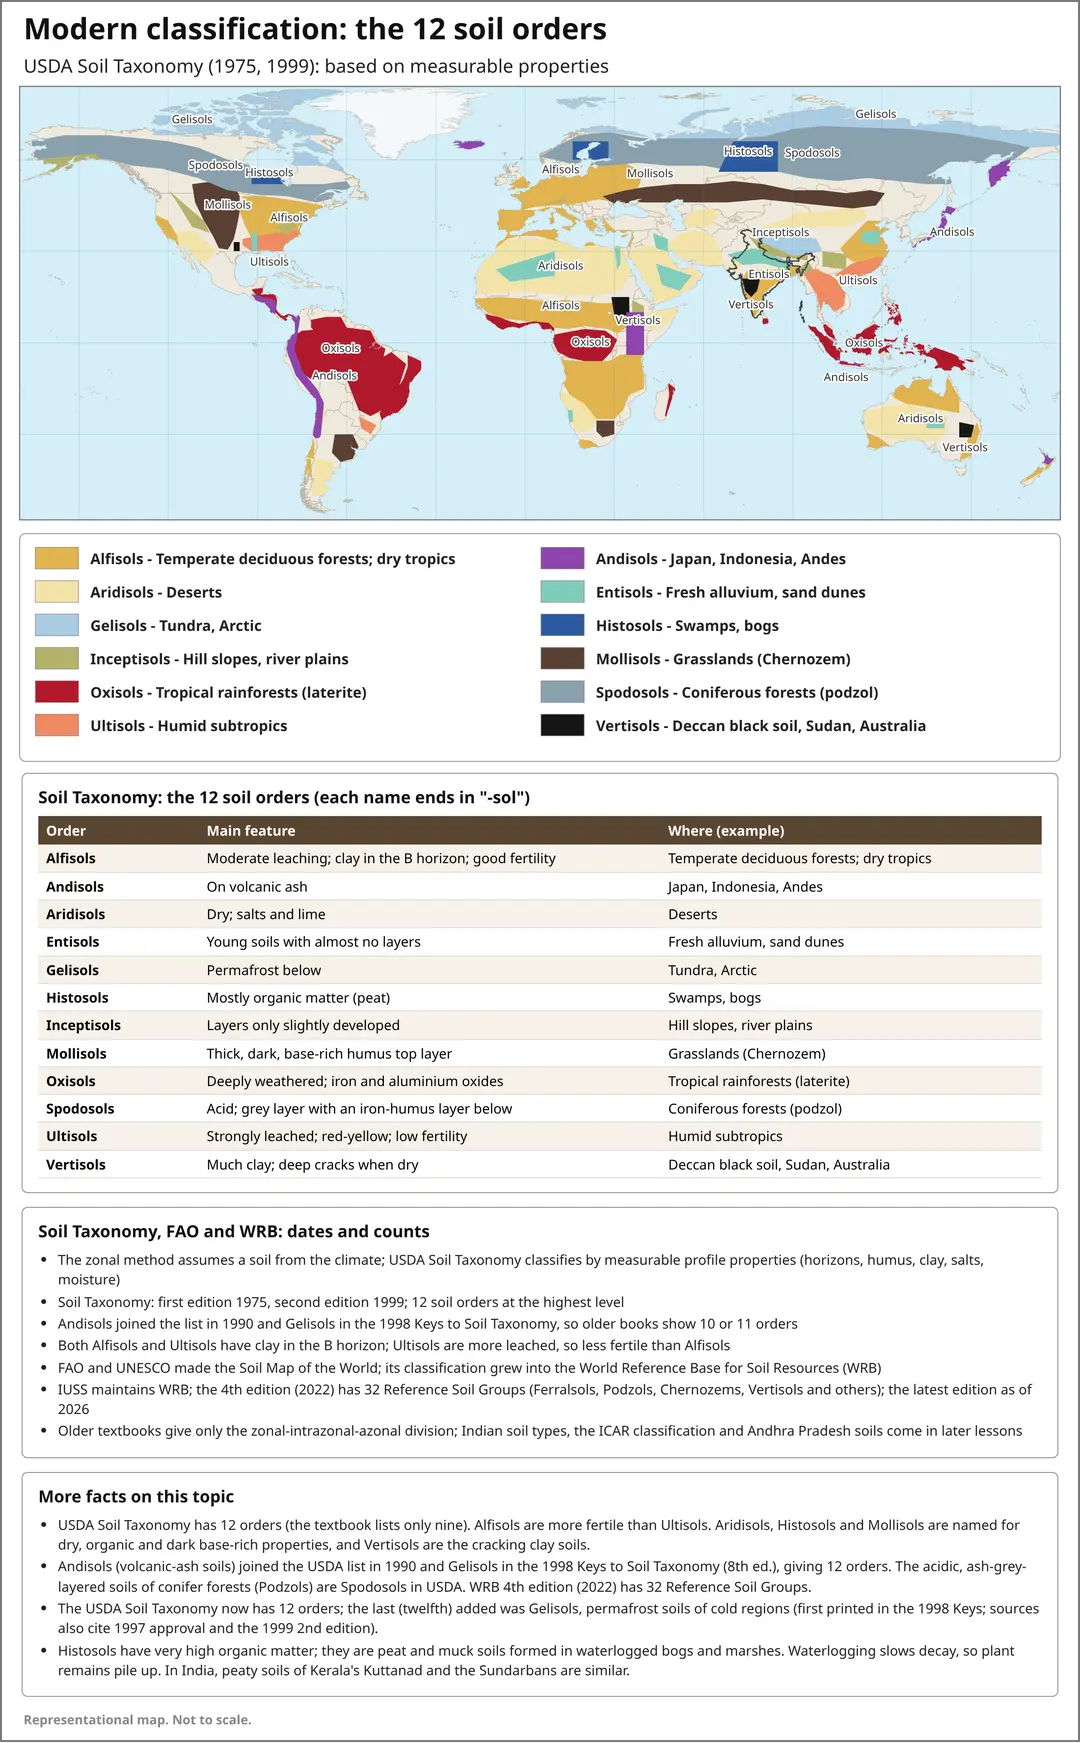 Modern classification: the 12 soil orders
USDA Soil Taxonomy (1975, 1999): based on measurable properties
Gelisols
Gelisols
Spodosols
Histosols
Histosols
Spodosols
Alfisols
Mollisols
Mollisols
Alfisols
Inceptisols
Andisols
Ultisols
Aridisols
Entisols
Ultisols
Alfisols
Vertisols
Vertisols
Oxisols
Oxisols
Oxisols
Andisols
Andisols
Aridisols
Vertisols
Alfisols - Temperate deciduous forests; dry tropics
Aridisols - Deserts
Gelisols - Tundra, Arctic
Inceptisols - Hill slopes, river plains
Oxisols - Tropical rainforests (laterite)
Ultisols - Humid subtropics
Andisols - Japan, Indonesia, Andes
Entisols - Fresh alluvium, sand dunes
Histosols - Swamps, bogs
Mollisols - Grasslands (Chernozem)
Spodosols - Coniferous forests (podzol)
Vertisols - Deccan black soil, Sudan, Australia
Soil Taxonomy: the 12 soil orders (each name ends in "-sol")
Order Main feature Where (example)
Alfisols Moderate leaching; clay in the B horizon; good fertility Temperate deciduous forests; dry tropics
Andisols On volcanic ash Japan, Indonesia, Andes
Aridisols Dry; salts and lime Deserts
Entisols Young soils with almost no layers Fresh alluvium, sand dunes
Gelisols Permafrost below Tundra, Arctic
Histosols Mostly organic matter (peat) Swamps, bogs
Inceptisols Layers only slightly developed Hill slopes, river plains
Mollisols Thick, dark, base-rich humus top layer Grasslands (Chernozem)
Oxisols Deeply weathered; iron and aluminium oxides Tropical rainforests (laterite)
Spodosols Acid; grey layer with an iron-humus layer below Coniferous forests (podzol)
Ultisols Strongly leached; red-yellow; low fertility Humid subtropics
Vertisols Much clay; deep cracks when dry Deccan black soil, Sudan, Australia
Soil Taxonomy, FAO and WRB: dates and counts
• The zonal method assumes a soil from the climate; USDA Soil Taxonomy classifies by measurable profile properties (horizons, humus, clay, salts,
moisture)
• Soil Taxonomy: first edition 1975, second edition 1999; 12 soil orders at the highest level
• Andisols joined the list in 1990 and Gelisols in the 1998 Keys to Soil Taxonomy, so older books show 10 or 11 orders
• Both Alfisols and Ultisols have clay in the B horizon; Ultisols are more leached, so less fertile than Alfisols
• FAO and UNESCO made the Soil Map of the World; its classification grew into the World Reference Base for Soil Resources (WRB)
• IUSS maintains WRB; the 4th edition (2022) has 32 Reference Soil Groups (Ferralsols, Podzols, Chernozems, Vertisols and others); the latest edition as of
2026
• Older textbooks give only the zonal-intrazonal-azonal division; Indian soil types, the ICAR classification and Andhra Pradesh soils come in later lessons
More facts on this topic
• USDA Soil Taxonomy has 12 orders (the textbook lists only nine). Alfisols are more fertile than Ultisols. Aridisols, Histosols and Mollisols are named for
dry, organic and dark base-rich properties, and Vertisols are the cracking clay soils.
• Andisols (volcanic-ash soils) joined the USDA list in 1990 and Gelisols in the 1998 Keys to Soil Taxonomy (8th ed.), giving 12 orders. The acidic, ash-grey-
layered soils of conifer forests (Podzols) are Spodosols in USDA. WRB 4th edition (2022) has 32 Reference Soil Groups.
• The USDA Soil Taxonomy now has 12 orders; the last (twelfth) added was Gelisols, permafrost soils of cold regions (first printed in the 1998 Keys; sources
also cite 1997 approval and the 1999 2nd edition).
• Histosols have very high organic matter; they are peat and muck soils formed in waterlogged bogs and marshes. Waterlogging slows decay, so plant
remains pile up. In India, peaty soils of Kerala's Kuttanad and the Sundarbans are similar.
Representational map. Not to scale.